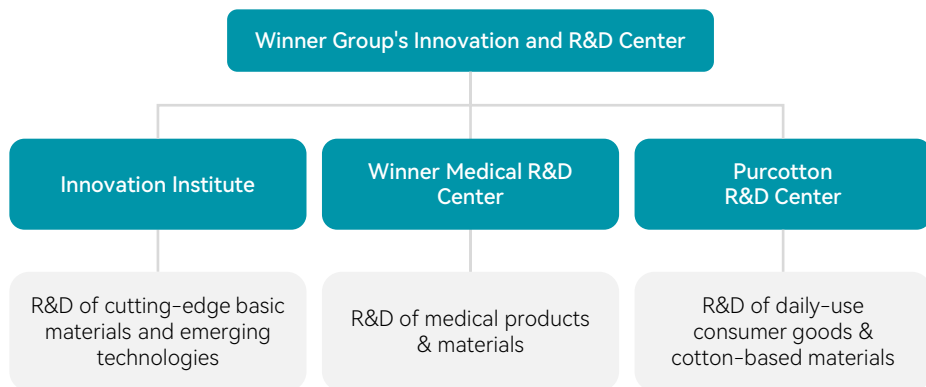 Winner Group's Innovation and R&D Center
Innovation Institute
Winner Medical R&D
Center
Purcotton
R&D Center
R&D of cutting-edge basic
materials and emerging
technologies
R&D of medical products
& materials
R&D of daily-use
consumer goods &
cotton-based materials